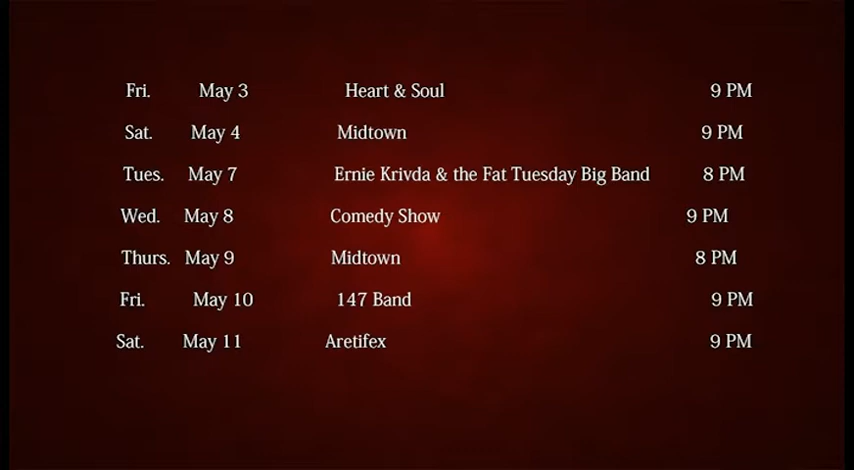 Fri. May 3 Heart & Soul 9 PM
Sat. May 4 Midtown 9 PM
Tues. May 7 Ernie Krivda & the Fat Tuesday Big Band 8 PM
Wed. May 8 Comedy Show 9 PM
Thurs. May 9 Midtown 8 PM
Fri. May 10 147 Band 9 PM
Sat. May 11 Aretifex 9 PM